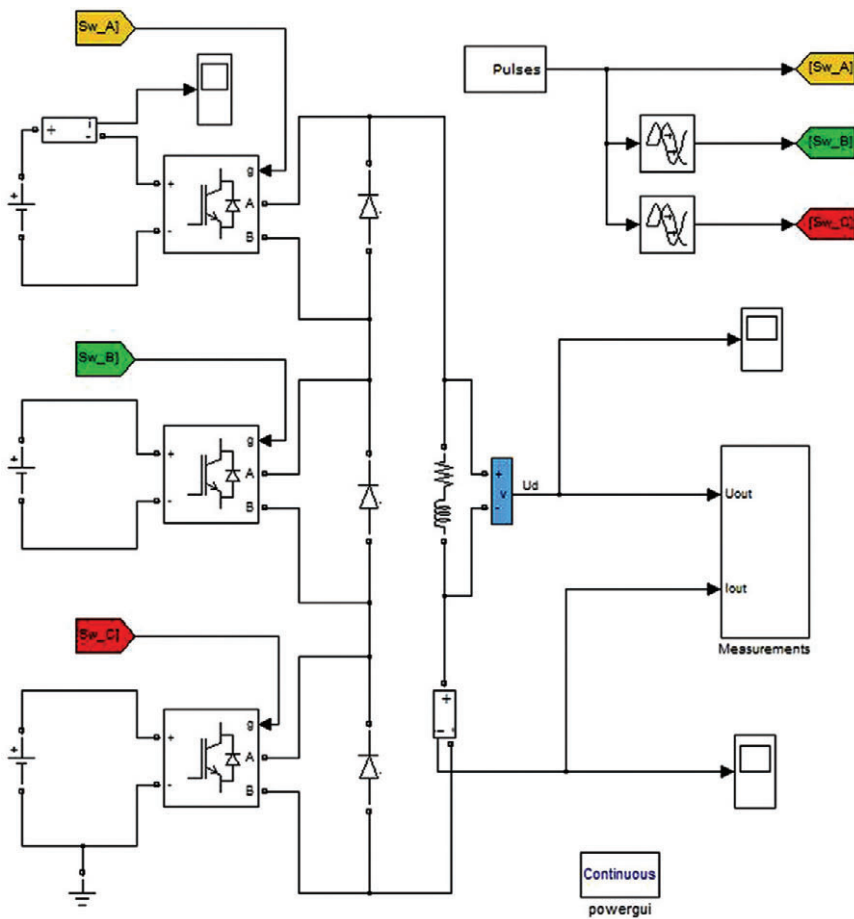 Sw_A]
Pulses
[Sw_A]
[Sw_B]
[Sw_C]
+
i
-
+
-
g
A
B
+
Sw_B]
+
-
g
A
B
+
+
v
-
Ud
Uout
Iout
Measurements
Sw_C]
+
-
g
A
B
+
+
i
-
Continuous
powergui